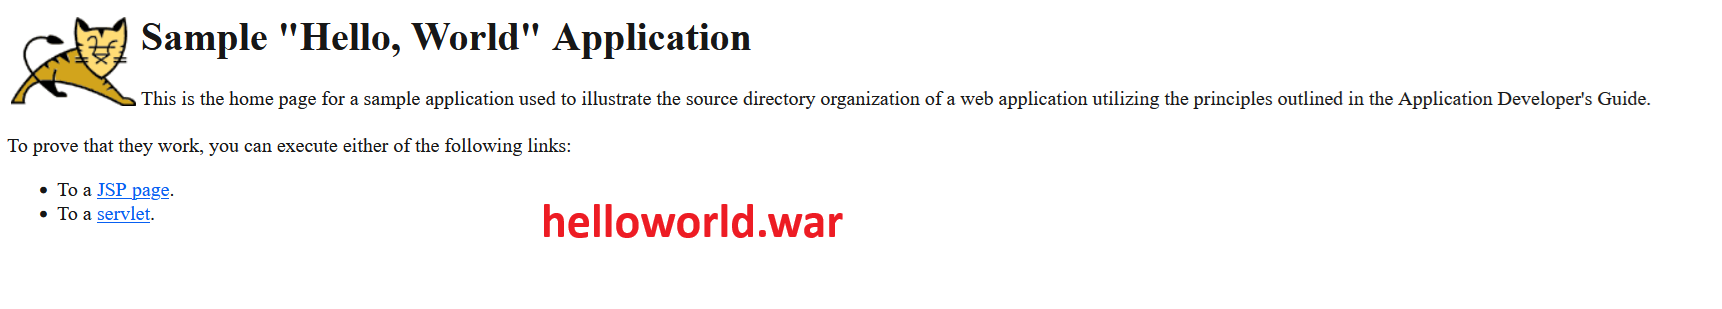 Sample "Hello, World" Application
This is the home page for a sample application used to illustrate the source directory organization of a web application utilizing the principles outlined in the Application Developer's Guide.
To prove that they work, you can execute either of the following links:
• To a JSP page.
• To a servlet.
helloworld.war